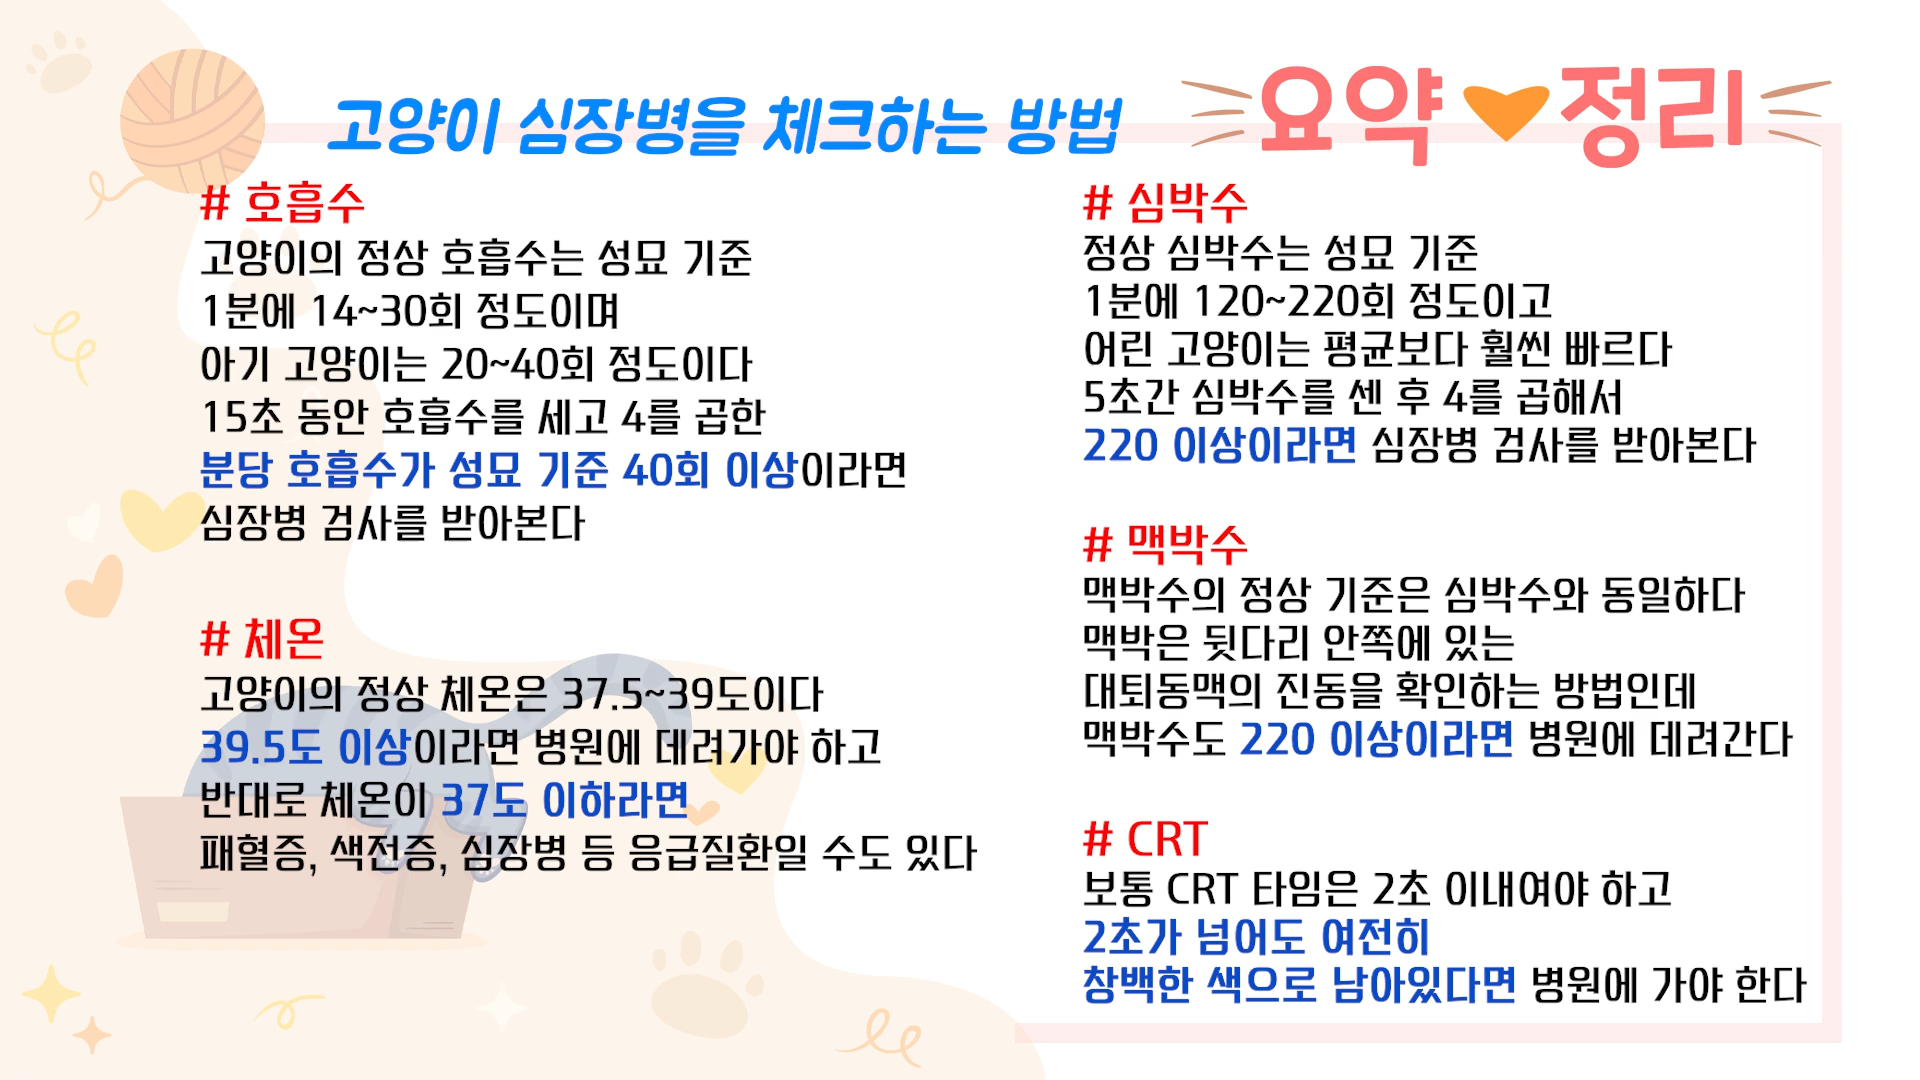 고양이 심장병을 체크하는 방법
요약 정리
# 호흡수
고양이의 정상 호흡수는 성묘 기준
1분에 14~30회 정도이며
아기 고양이는 20~40회 정도이다
15초 동안 호흡수를 세고 4를 곱한
분당 호흡수가 성묘 기준 40회 이상이라면
심장병 검사를 받아본다
# 체온
고양이의 정상 체온은 37.5~39도이다
39.5도 이상이라면 병원에 데려가야 하고
반대로 체온이 37도 이하라면
패혈증, 색전증, 심장병 등 응급질환일 수도 있다
# 심박수
정상 심박수는 성묘 기준
1분에 120~220회 정도이고
어린 고양이는 평균보다 훨씬 빠르다
5초간 심박수를 센 후 4를 곱해서
220 이상이라면 심장병 검사를 받아본다
# 맥박수
맥박수의 정상 기준은 심박수와 동일하다
맥박은 뒷다리 안쪽에 있는
대퇴동맥의 진동을 확인하는 방법인데
맥박수도 220 이상이라면 병원에 데려간다
# CRT
보통 CRT 타임은 2초 이내여야 하고
2초가 넘어도 여전히
창백한 색으로 남아있다면 병원에 가야 한다